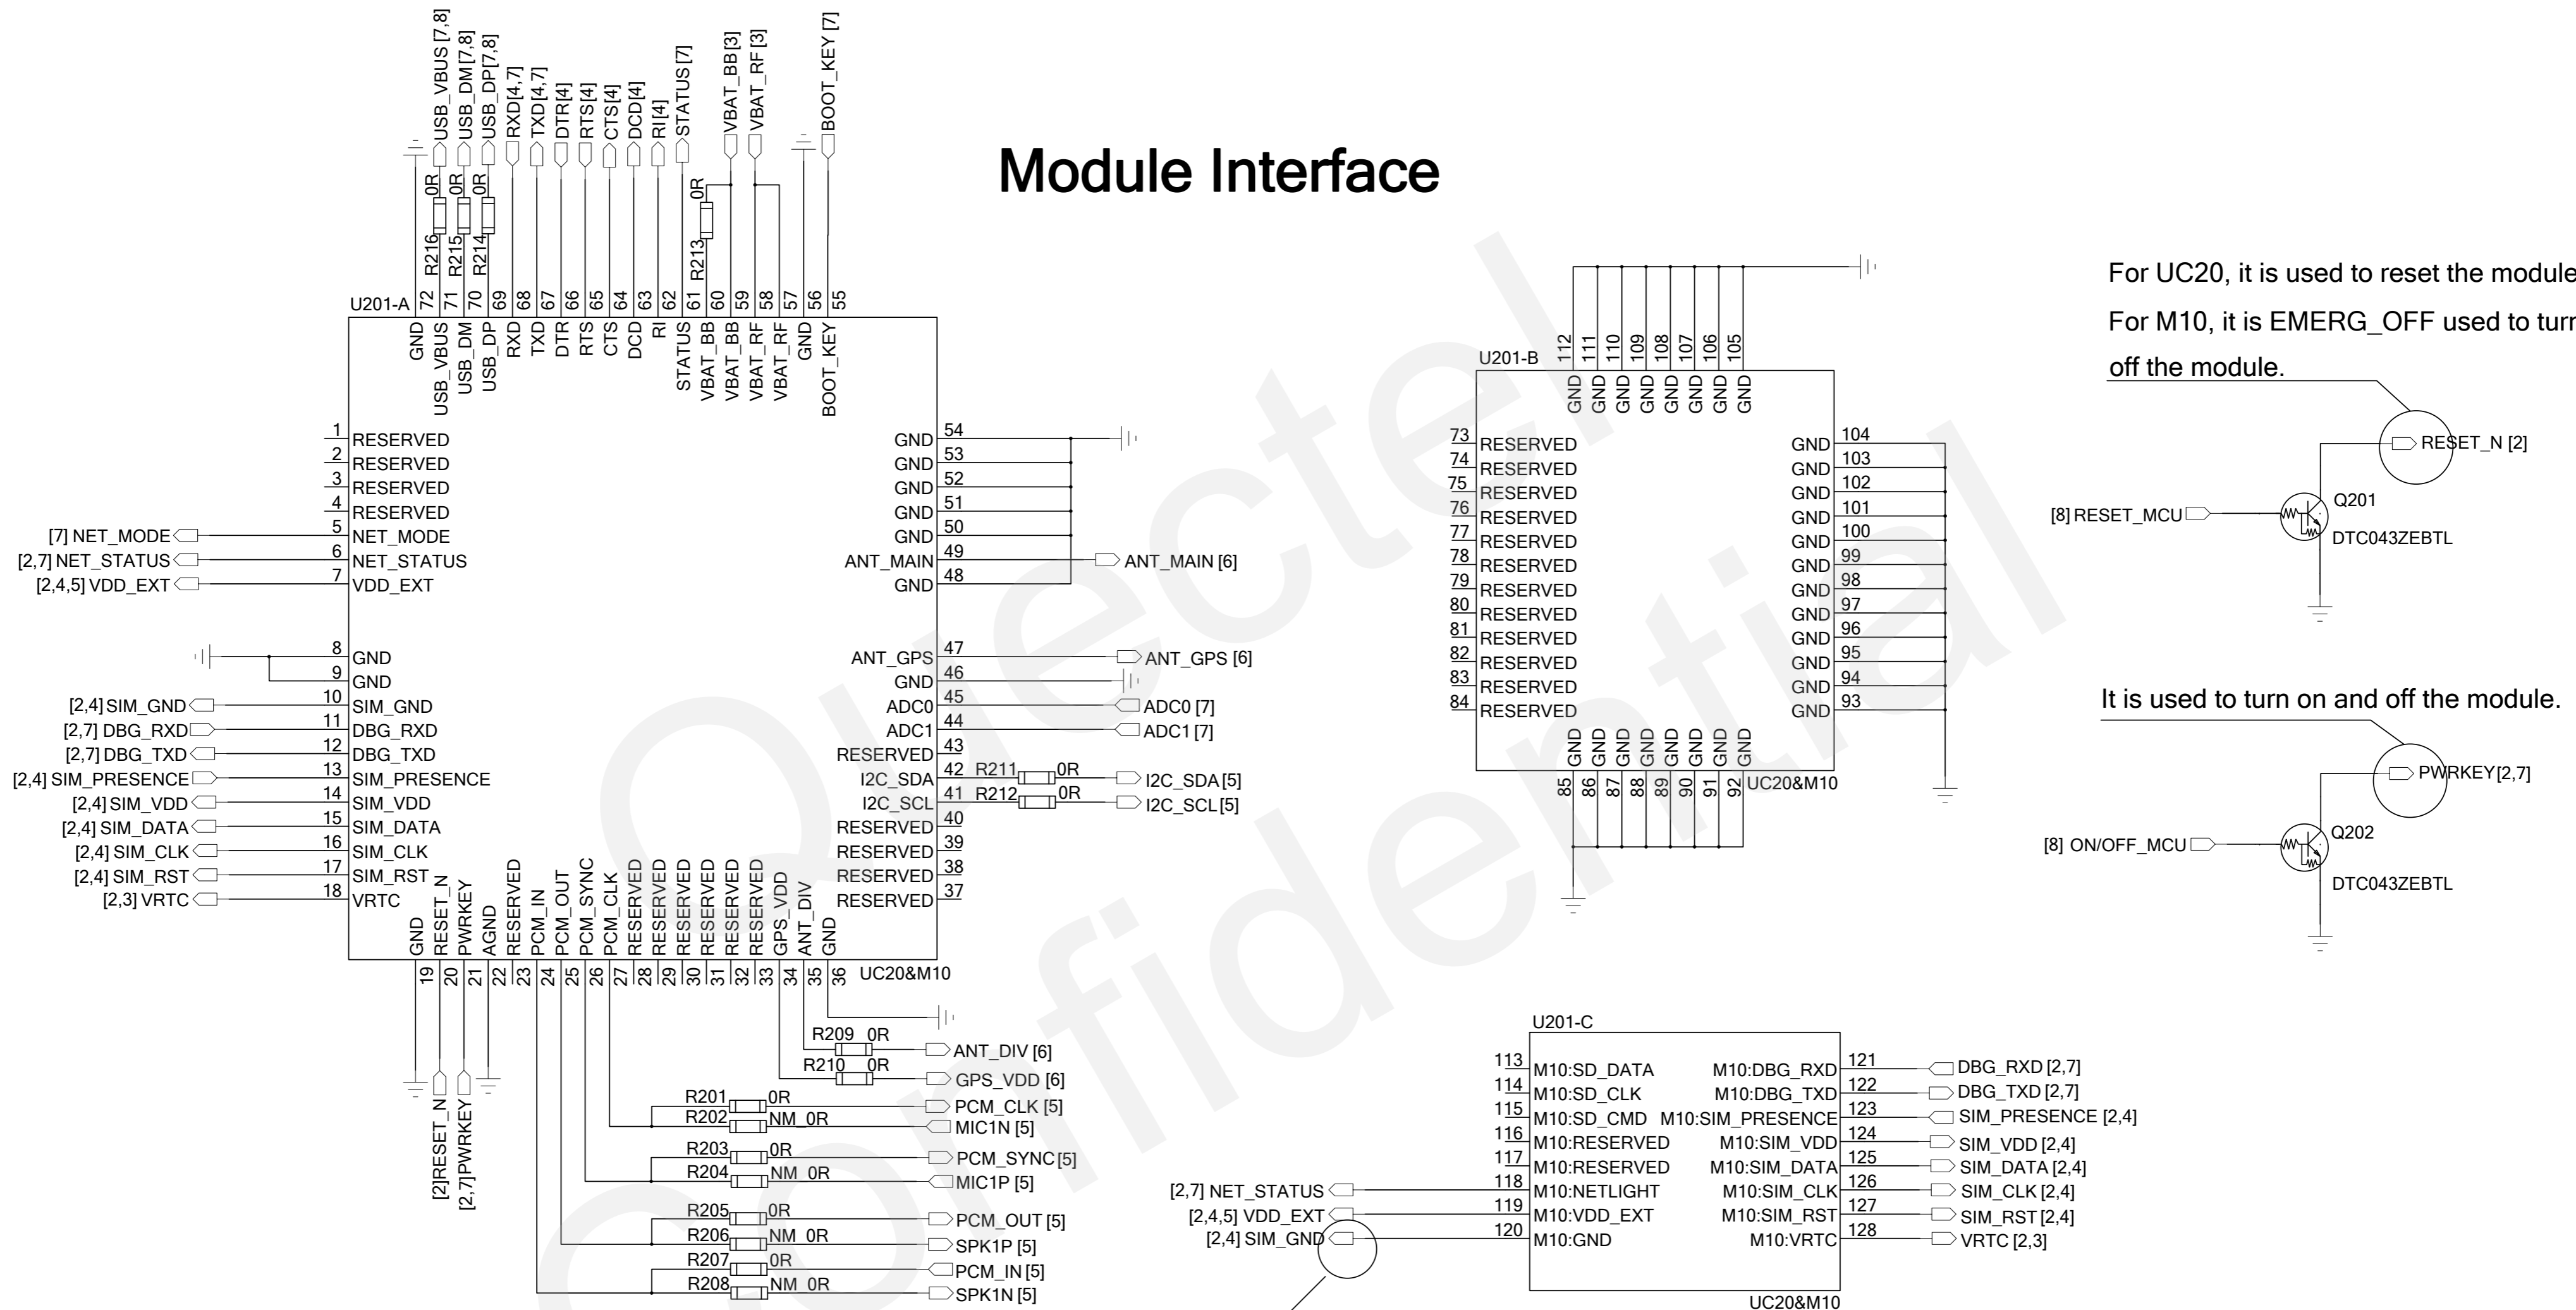 Module Interface
USB_VBUS [7,8]
USB_DM[7,8]
USB_DP[7,8]
RXD[4,7]
TXD[4,7]
DTR[4]
RTS[4]
CTS[4]
DCD[4]
RI[4]
STATUS[7]
VBAT_BB[3]
VBAT_RF[3]
BOOT_KEY [7]
R216 0R
R215 0R
R214 0R
R213 0R
U201-A
72 GND
71 USB_VBUS
70 USB_DM
69 USB_DP
68 RXD
67 TXD
66 DTR
65 RTS
64 CTS
63 DCD
62 RI
61 STATUS
60 VBAT_BB
59 VBAT_BB
58 VBAT_RF
57 VBAT_RF
56 GND
55 BOOT_KEY
1 RESERVED
2 RESERVED
3 RESERVED
4 RESERVED
[7] NET_MODE 5 NET_MODE
[2,7] NET_STATUS 6 NET_STATUS
[2,4,5] VDD_EXT 7 VDD_EXT
8 GND
9 GND
[2,4] SIM_GND 10 SIM_GND
[2,7] DBG_RXD 11 DBG_RXD
[2,7] DBG_TXD 12 DBG_TXD
[2,4] SIM_PRESENCE 13 SIM_PRESENCE
[2,4] SIM_VDD 14 SIM_VDD
[2,4] SIM_DATA 15 SIM_DATA
[2,4] SIM_CLK 16 SIM_CLK
[2,4] SIM_RST 17 SIM_RST
[2,3] VRTC 18 VRTC
GND 54
GND 53
GND 52
GND 51
GND 50
ANT_MAIN 49 ANT_MAIN [6]
GND 48
ANT_GPS 47 ANT_GPS [6]
GND 46
ADC0 45 ADC0 [7]
ADC1 44 ADC1 [7]
RESERVED 43
I2C_SDA 42 R211 0R I2C_SDA[5]
I2C_SCL 41 R212 0R I2C_SCL[5]
RESERVED 40
RESERVED 39
RESERVED 38
RESERVED 37
GND 19
RESET_N 20
PWRKEY 21
AGND 22
RESERVED 23
PCM_IN 24
PCM_OUT 25
PCM_SYNC 26
PCM_CLK 27
RESERVED 28
RESERVED 29
RESERVED 30
RESERVED 31
RESERVED 32
RESERVED 33
GPS_VDD 34
ANT_DIV 35
GND 36
UC20&M10
[2]RESET_N
[2,7]PWRKEY
R209 0R ANT_DIV [6]
R210 0R GPS_VDD [6]
R201 0R PCM_CLK [5]
R202 NM_0R MIC1N [5]
R203 0R PCM_SYNC[5]
R204 NM_0R MIC1P [5]
R205 0R PCM_OUT [5]
R206 NM_0R SPK1P [5]
R207 0R PCM_IN [5]
R208 NM_0R SPK1N [5]
U201-B
112 GND
111 GND
110 GND
109 GND
108 GND
107 GND
106 GND
105 GND
73 RESERVED
74 RESERVED
75 RESERVED
76 RESERVED
77 RESERVED
78 RESERVED
79 RESERVED
80 RESERVED
81 RESERVED
82 RESERVED
83 RESERVED
84 RESERVED
GND 104
GND 103
GND 102
GND 101
GND 100
GND 99
GND 98
GND 97
GND 96
GND 95
GND 94
GND 93
GND 85
GND 86
GND 87
GND 88
GND 89
GND 90
GND 91
GND 92
UC20&M10
For UC20, it is used to reset the module
For M10, it is EMERG_OFF used to turn
off the module.
RESET_N [2]
[8] RESET_MCU
Q201
DTC043ZEBTL
It is used to turn on and off the module.
PWRKEY[2,7]
[8] ON/OFF_MCU
Q202
DTC043ZEBTL
U201-C
113 M10:SD_DATA
114 M10:SD_CLK
115 M10:SD_CMD
116 M10:RESERVED
117 M10:RESERVED
[2,7] NET_STATUS 118 M10:NETLIGHT
[2,4,5] VDD_EXT 119 M10:VDD_EXT
[2,4] SIM_GND 120 M10:GND
M10:DBG_RXD 121 DBG_RXD [2,7]
M10:DBG_TXD 122 DBG_TXD [2,7]
M10:SIM_PRESENCE 123 SIM_PRESENCE [2,4]
M10:SIM_VDD 124 SIM_VDD [2,4]
M10:SIM_DATA 125 SIM_DATA [2,4]
M10:SIM_CLK 126 SIM_CLK [2,4]
M10:SIM_RST 127 SIM_RST [2,4]
M10:VRTC 128 VRTC [2,3]
UC20&M10
Quectel
Confidential